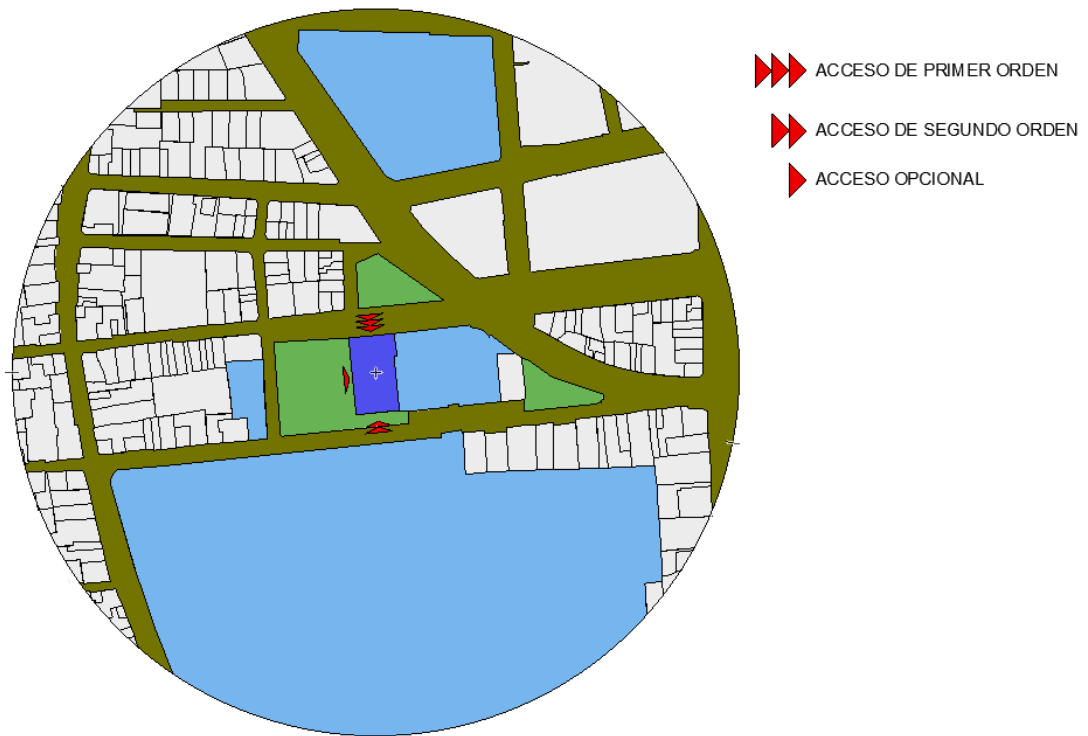 ACCESO DE PRIMER ORDEN
ACCESO DE SEGUNDO ORDEN
ACCESO OPCIONAL